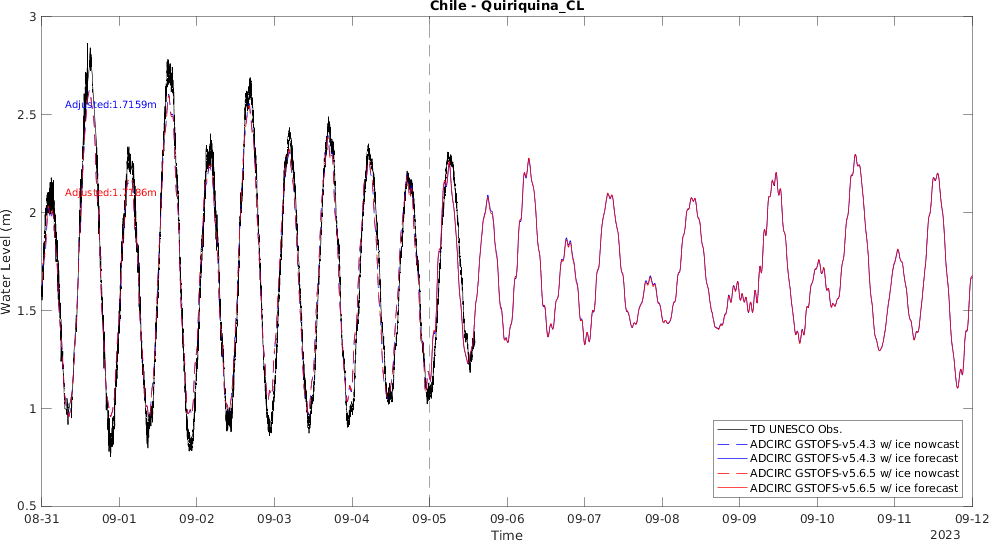 Chile - Quiriquina_CL
3
2.5
2
1.5
1
0.5
Water Level (m)
Adjusted:1.7159m
Adjusted:1.7186m
TD UNESCO Obs.
ADCIRC GSTOFS-v5.4.3 w/ ice nowcast
ADCIRC GSTOFS-v5.4.3 w/ ice forecast
ADCIRC GSTOFS-v5.6.5 w/ ice nowcast
ADCIRC GSTOFS-v5.6.5 w/ ice forecast
08-31 09-01 09-02 09-03 09-04 09-05 09-06 09-07 09-08 09-09 09-10 09-11 09-12
Time
2023